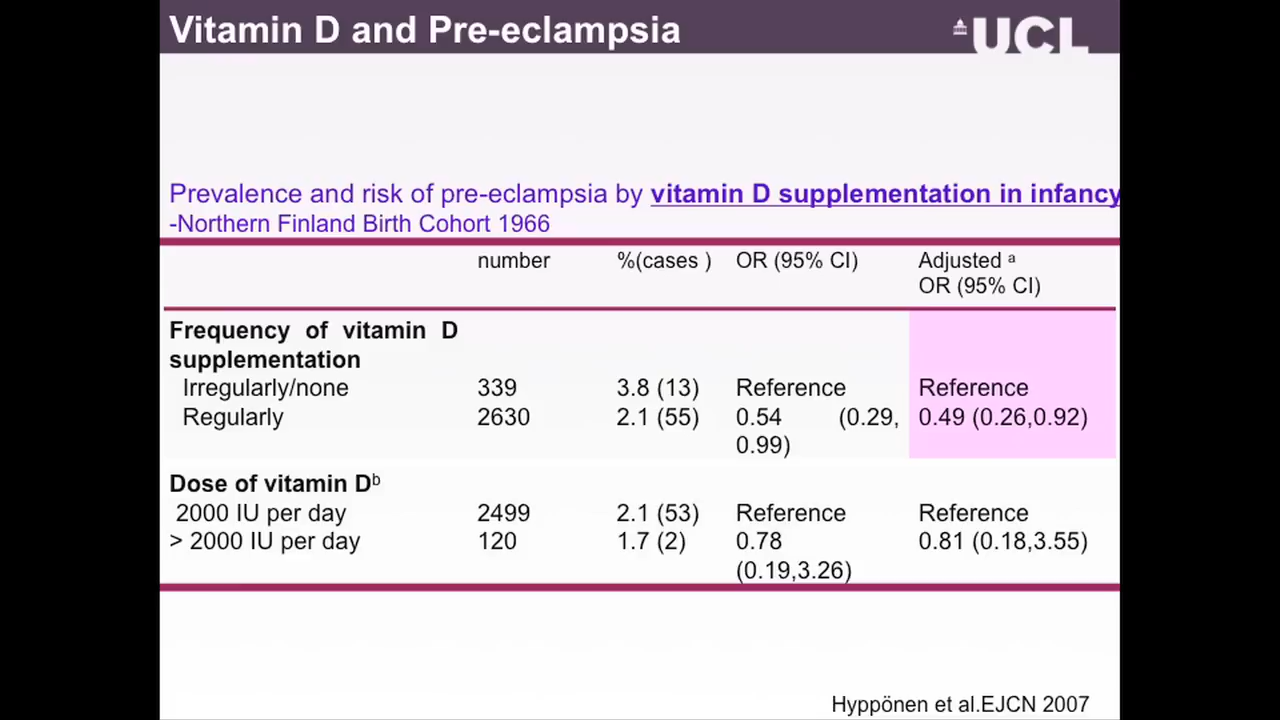 Vitamin D and Pre-eclampsia
UCL
Prevalence and risk of pre-eclampsia by vitamin D supplementation in infancy
-Northern Finland Birth Cohort 1966
number %(cases ) OR (95% CI) Adjusted ᵃ
OR (95% CI)
Frequency of vitamin D
supplementation
Irregularly/none 339 3.8 (13) Reference Reference
Regularly 2630 2.1 (55) 0.54 (0.29, 0.49 (0.26,0.92)
0.99)
Dose of vitamin Dᵇ
2000 IU per day 2499 2.1 (53) Reference Reference
> 2000 IU per day 120 1.7 (2) 0.78 0.81 (0.18,3.55)
(0.19,3.26)
Hyppönen et al.EJCN 2007